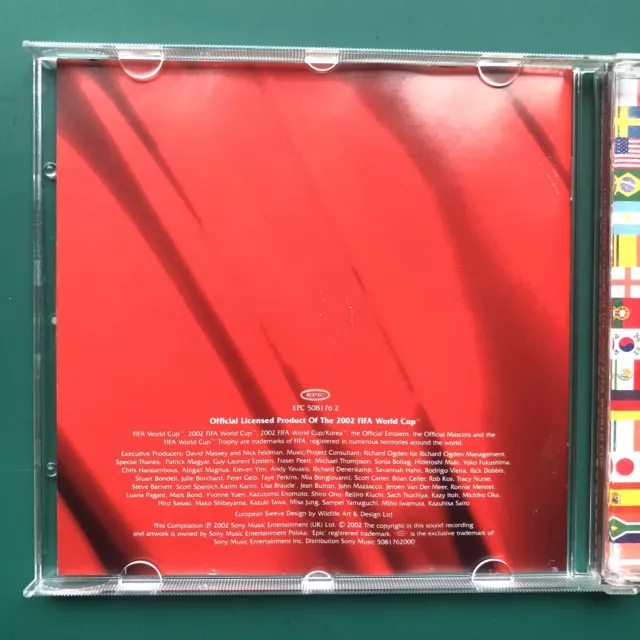 EPIC
EPC 508176 2
Official Licensed Product Of The 2002 FIFA World Cup™
FIFA World Cup™, 2002 FIFA World Cup™, 2002 FIFA World Cup/Korea™, the Official Emblem, the Official Mascots and the
FIFA World Cup™ Trophy are trademarks of FIFA, registered in numerous territories around the world.
Executive Producers: David Massey and Nick Feldman. Music/Project Consultant: Richard Ogden for Richard Ogden Management.
Special Thanks: Patrick Magyar, Guy-Laurent Epstein, Fraser Peett, Michael Thompson, Sonja Bollag, Hidetoshi Maki, Yoko Fukushima,
Chris Haralambous, Abigail Magnus, Kleven Yim, Andy Yavasis, Richard Denenkamp, Savannah Hahn, Rodrigo Vieira, Rick Dobbis,
Stuart Bondell, Julie Borchard, Peter Gelb, Faye Perkins, Mia Bongiovanni, Scott Carter, Brian Celler, Rob Kos, Tracy Nurse,
Steve Barnett, Scott Spanjich, Karim Karmi, Lisa Braudé, Jean Button, John Mazzacco, Jeroen Van Der Meer, Ronnie Meister,
Luana Pagani, Mark Bond, Yvonne Yuen, Kazutomo Enomoto, Shiro Ono, Reijiro Kiuchi, Sach Tsuchiya, Kazy Itoh, Michiko Oka,
Hiro Sasaki, Mako Shibayama, Kazuki Tawa, Misa Jung, Sampei Yamaguchi, Miho Iwamura, Kazuhisa Saito
European Sleeve Design by Wildlife Art & Design Ltd.
This Compilation ℗ 2002 Sony Music Entertainment (UK) Ltd. © 2002 The copyright in this sound recording
and artwork is owned by Sony Music Entertainment Polska. 'Epic' registered trademark, EPIC is the exclusive trademark of
Sony Music Entertainment Inc. Distribution Sony Music 5081762000